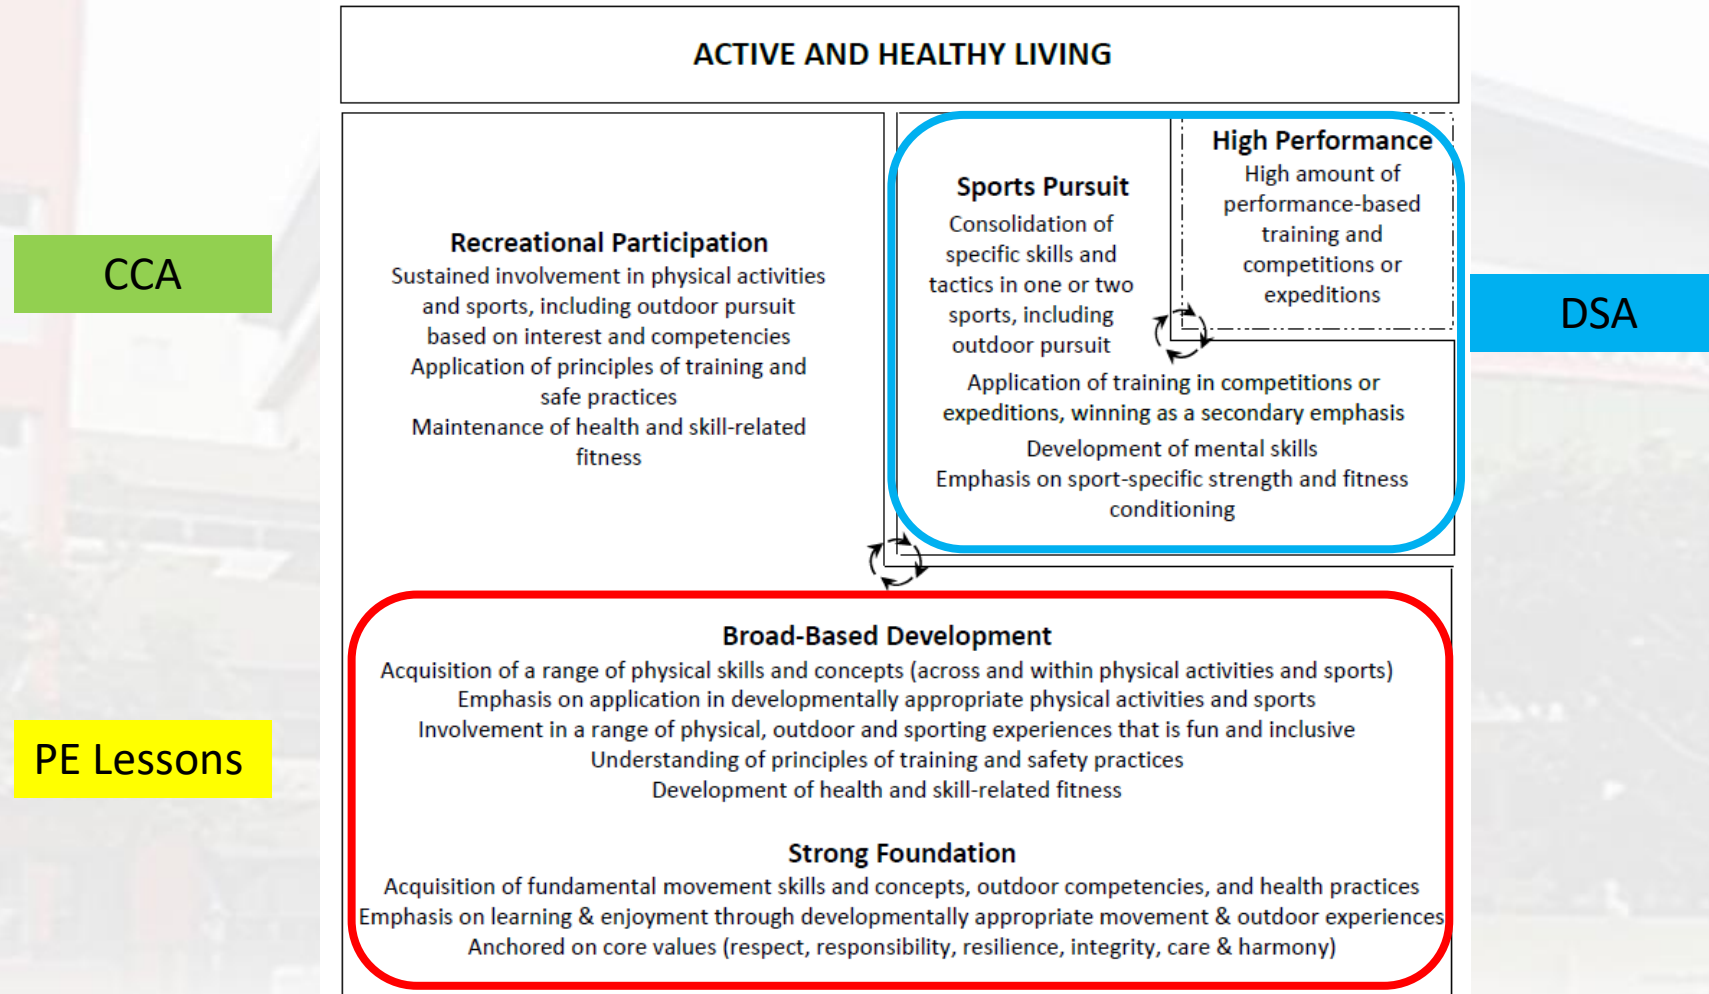 ACTIVE AND HEALTHY LIVING
CCA
Recreational Participation
Sustained involvement in physical activities
and sports, including outdoor pursuit
based on interest and competencies
Application of principles of training and
safe practices
Maintenance of health and skill-related
fitness
Sports Pursuit
Consolidation of
specific skills and
tactics in one or two
sports, including
outdoor pursuit
Application of training in competitions or
expeditions, winning as a secondary emphasis
Development of mental skills
Emphasis on sport-specific strength and fitness
conditioning
High Performance
High amount of
performance-based
training and
competitions or
expeditions
DSA
PE Lessons
Broad-Based Development
Acquisition of a range of physical skills and concepts (across and within physical activities and sports)
Emphasis on application in developmentally appropriate physical activities and sports
Involvement in a range of physical, outdoor and sporting experiences that is fun and inclusive
Understanding of principles of training and safety practices
Development of health and skill-related fitness
Strong Foundation
Acquisition of fundamental movement skills and concepts, outdoor competencies, and health practices
Emphasis on learning & enjoyment through developmentally appropriate movement & outdoor experiences
Anchored on core values (respect, responsibility, resilience, integrity, care & harmony)